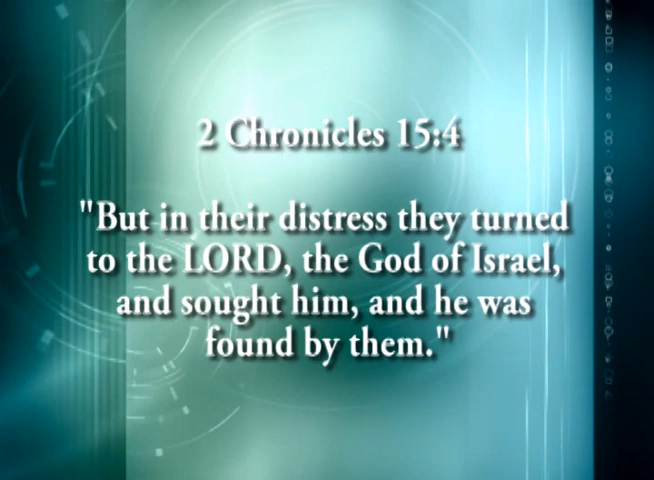 2 Chronicles 15:4
"But in their distress they turned
to the LORD, the God of Israel,
and sought him, and he was
found by them."